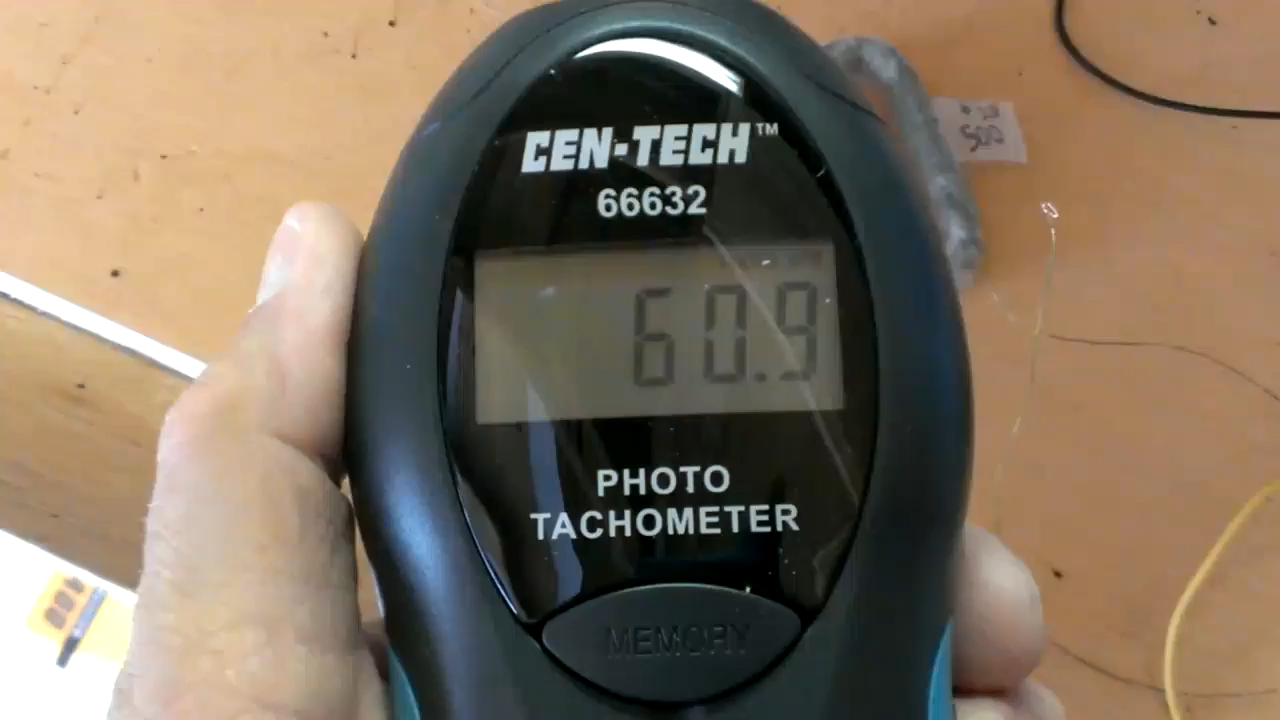 CEN-TECH™
66632
60.9
PHOTO
TACHOMETER
MEMORY